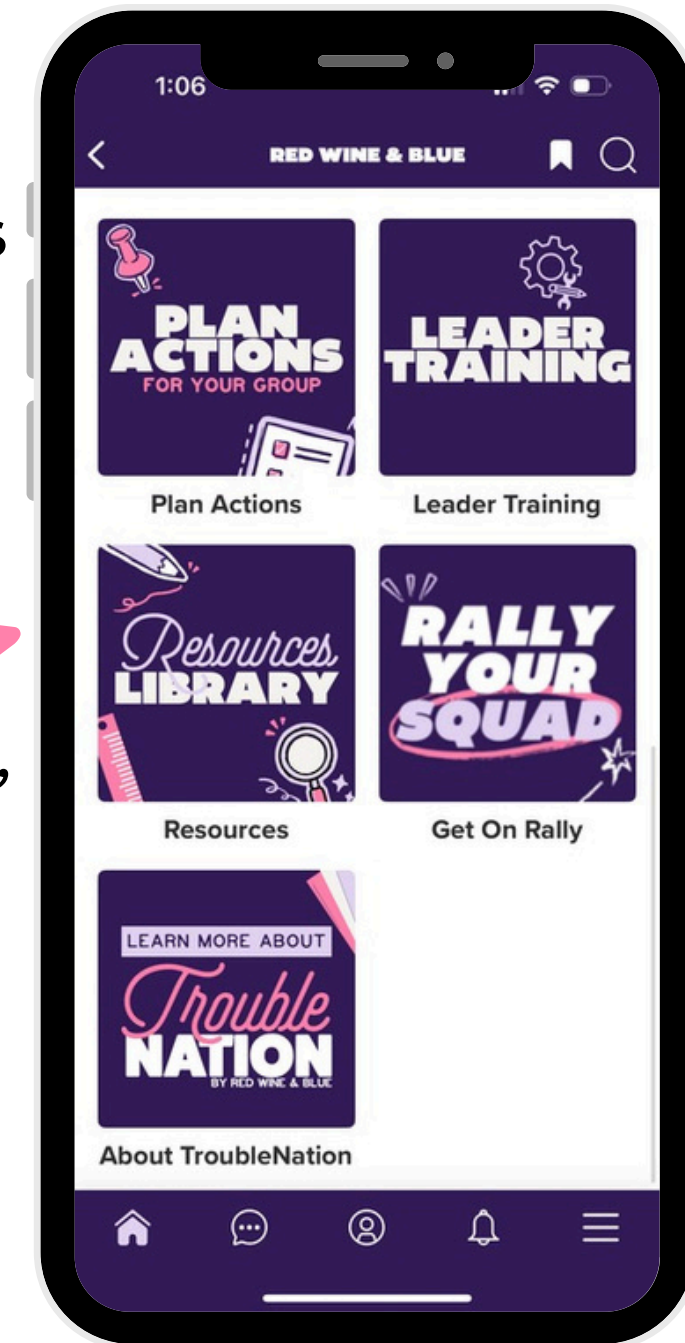 1:06
RED WINE & BLUE
PLAN
ACTIONS
FOR YOUR GROUP
LEADER
TRAINING
Plan Actions
Leader Training
Resources
LIBRARY
RALLY
YOUR
SQUAD
Resources
Get On Rally
LEARN MORE ABOUT
Trouble
NATION
BY RED WINE & BLUE
About TroubleNation